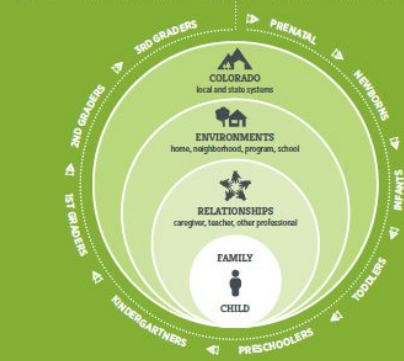 PRENATAL
NEWBORNS
INFANTS
TODDLERS
PRESCHOOLERS
KINDERGARTNERS
1ST GRADERS
2ND GRADERS
3RD GRADERS
COLORADO
local and state systems
ENVIRONMENTS
home, neighborhood, program, school
RELATIONSHIPS
caregiver, teacher, other professional
FAMILY
CHILD